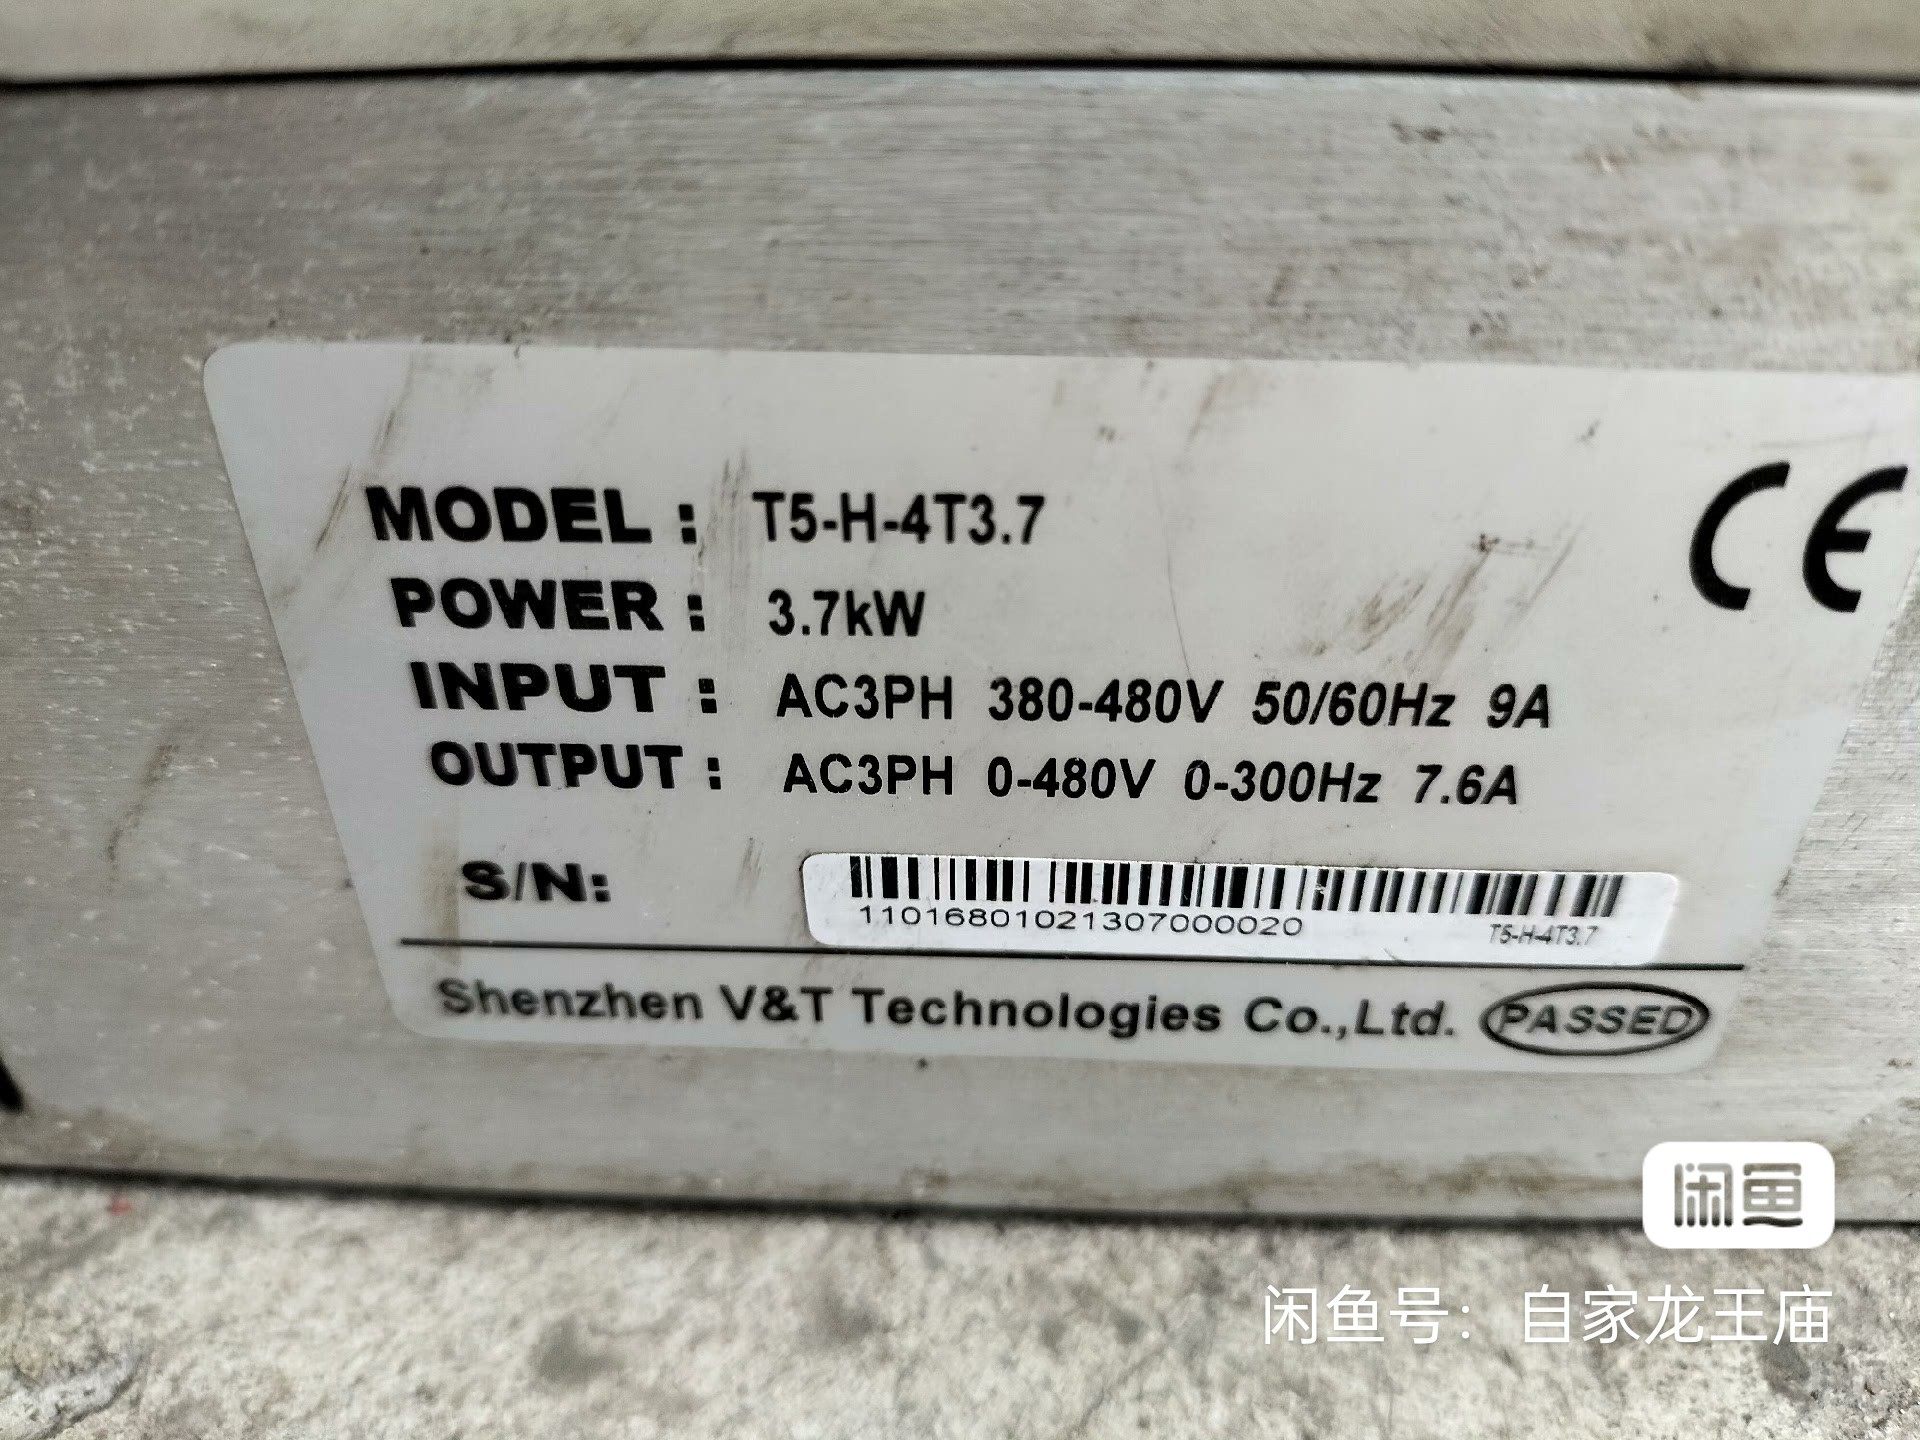 MODEL : T5-H-4T3.7
CE
POWER : 3.7kW
INPUT : AC3PH 380-480V 50/60Hz 9A
OUTPUT : AC3PH 0-480V 0-300Hz 7.6A
S/N:
11016801021307000020
T5-H-4T3.7
Shenzhen V&T Technologies Co.,Ltd. PASSED
闲鱼
闲鱼号：自家龙王庙